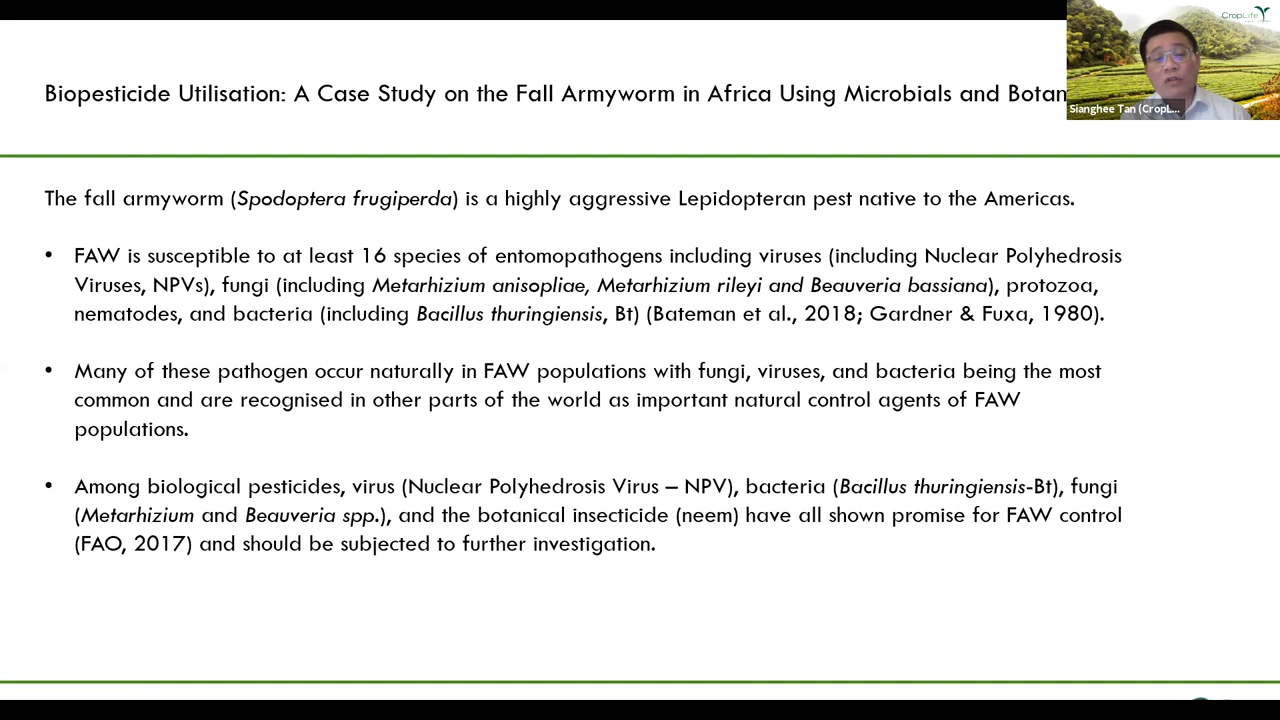 CropLife
Biopesticide Utilisation: A Case Study on the Fall Armyworm in Africa Using Microbials and Botan
Sianghee Tan (CropL...
The fall armyworm (Spodoptera frugiperda) is a highly aggressive Lepidopteran pest native to the Americas.
• FAW is susceptible to at least 16 species of entomopathogens including viruses (including Nuclear Polyhedrosis
Viruses, NPVs), fungi (including Metarhizium anisopliae, Metarhizium rileyi and Beauveria bassiana), protozoa,
nematodes, and bacteria (including Bacillus thuringiensis, Bt) (Bateman et al., 2018; Gardner & Fuxa, 1980).
• Many of these pathogen occur naturally in FAW populations with fungi, viruses, and bacteria being the most
common and are recognised in other parts of the world as important natural control agents of FAW
populations.
• Among biological pesticides, virus (Nuclear Polyhedrosis Virus – NPV), bacteria (Bacillus thuringiensis-Bt), fungi
(Metarhizium and Beauveria spp.), and the botanical insecticide (neem) have all shown promise for FAW control
(FAO, 2017) and should be subjected to further investigation.